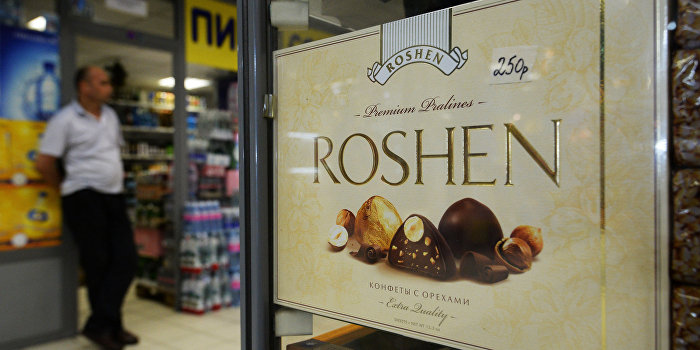 ПИ
ROSHEN
250р
Premium Pralines
ROSHEN
КОНФЕТЫ С ОРЕХАМИ
Extra Quality